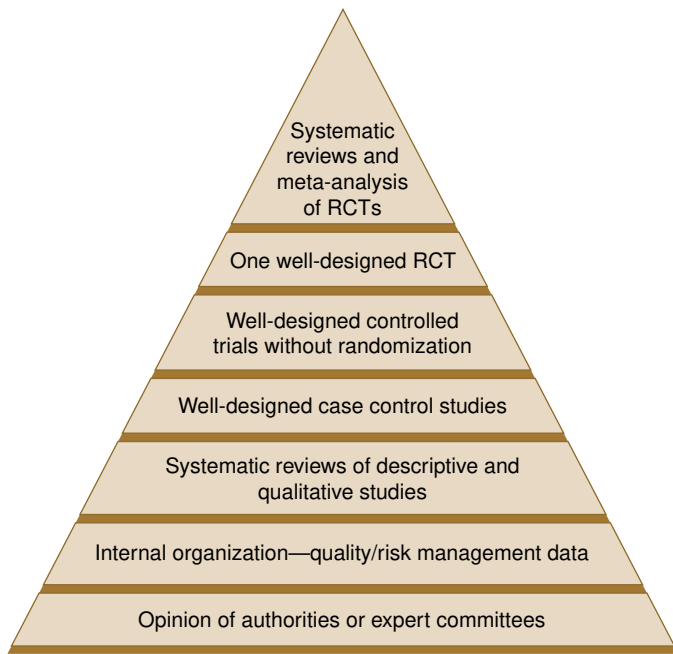 Systematic
reviews and
meta-analysis
of RCTs
One well-designed RCT
Well-designed controlled
trials without randomization
Well-designed case control studies
Systematic reviews of descriptive and
qualitative studies
Internal organization—quality/risk management data
Opinion of authorities or expert committees